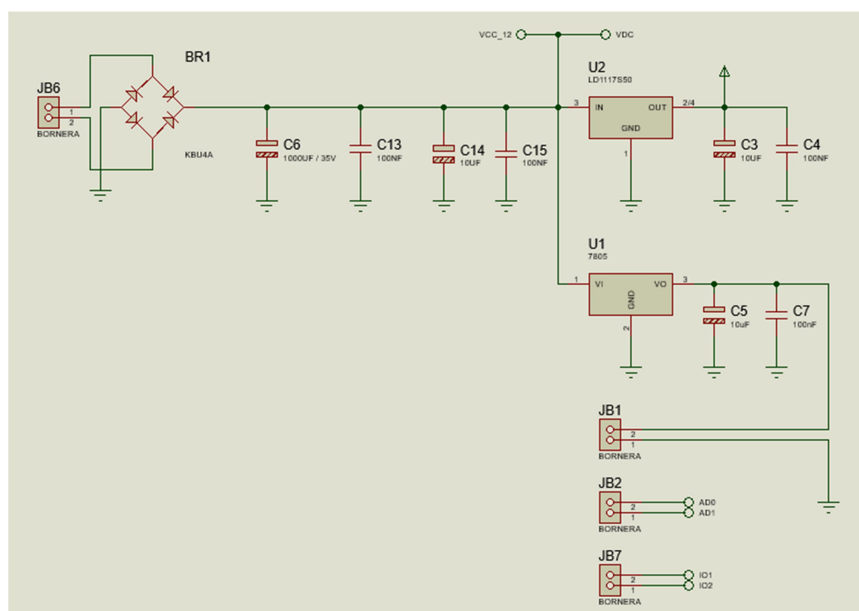 VCC_12
VDC
BR1
U2
LD1117S50
JB6
1
2
BORNERA
3
IN
OUT
2/4
GND
1
KBU4A
C6
1000UF / 35V
C13
100NF
C14
10UF
C15
100NF
C3
10UF
C4
100NF
U1
7805
1
VI
VO
3
GND
2
C5
10uF
C7
100nF
JB1
2
1
BORNERA
JB2
2
1
BORNERA
AD0
AD1
JB7
2
1
BORNERA
IO1
IO2